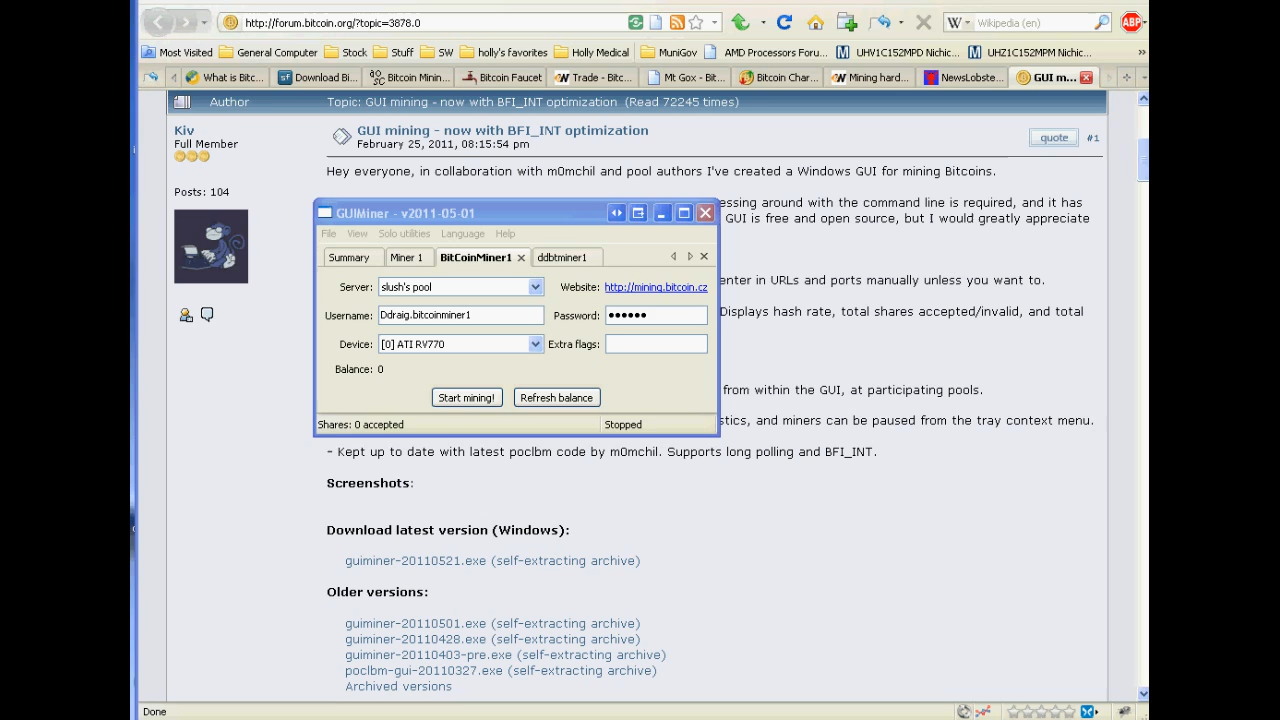 http://forum.bitcoin.org/?topic=3878.0
W Wikipedia (en)
ABP
Most Visited General Computer Stock Stuff SW holly's favorites Holly Medical MuniGov AMD Processors Foru... UHV1C152MPD Nichic... UHZ1C152MPM Nichic... »
What is Bitc... Download Bi... Bitcoin Minin... Bitcoin Faucet Trade - Bitc... Mt Gox - Bit... Bitcoin Char... Mining hard... NewsLobste... GUI m...
Author Topic: GUI mining - now with BFI_INT optimization (Read 72245 times)
Kiv
Full Member
Posts: 104
GUI mining - now with BFI_INT optimization
February 25, 2011, 08:15:54 pm
quote #1
Hey everyone, in collaboration with m0mchil and pool authors I've created a Windows GUI for mining Bitcoins.
essing around with the command line is required, and it has
GUI is free and open source, but I would greatly appreciate
enter in URLs and ports manually unless you want to.
Displays hash rate, total shares accepted/invalid, and total
from within the GUI, at participating pools.
stics, and miners can be paused from the tray context menu.
GUIMiner - v2011-05-01
File View Solo utilities Language Help
Summary Miner 1 BitCoinMiner1 ddbtminer1
Server: slush's pool Website: http://mining.bitcoin.cz
Username: Ddraig.bitcoinminer1 Password: ••••••
Device: [0] ATI RV770 Extra flags:
Balance: 0
Start mining! Refresh balance
Shares: 0 accepted Stopped
- Kept up to date with latest poclbm code by m0mchil. Supports long polling and BFI_INT.
Screenshots:
Download latest version (Windows):
guiminer-20110521.exe (self-extracting archive)
Older versions:
guiminer-20110501.exe (self-extracting archive)
guiminer-20110428.exe (self-extracting archive)
guiminer-20110403-pre.exe (self-extracting archive)
poclbm-gui-20110327.exe (self-extracting archive)
Archived versions
Done